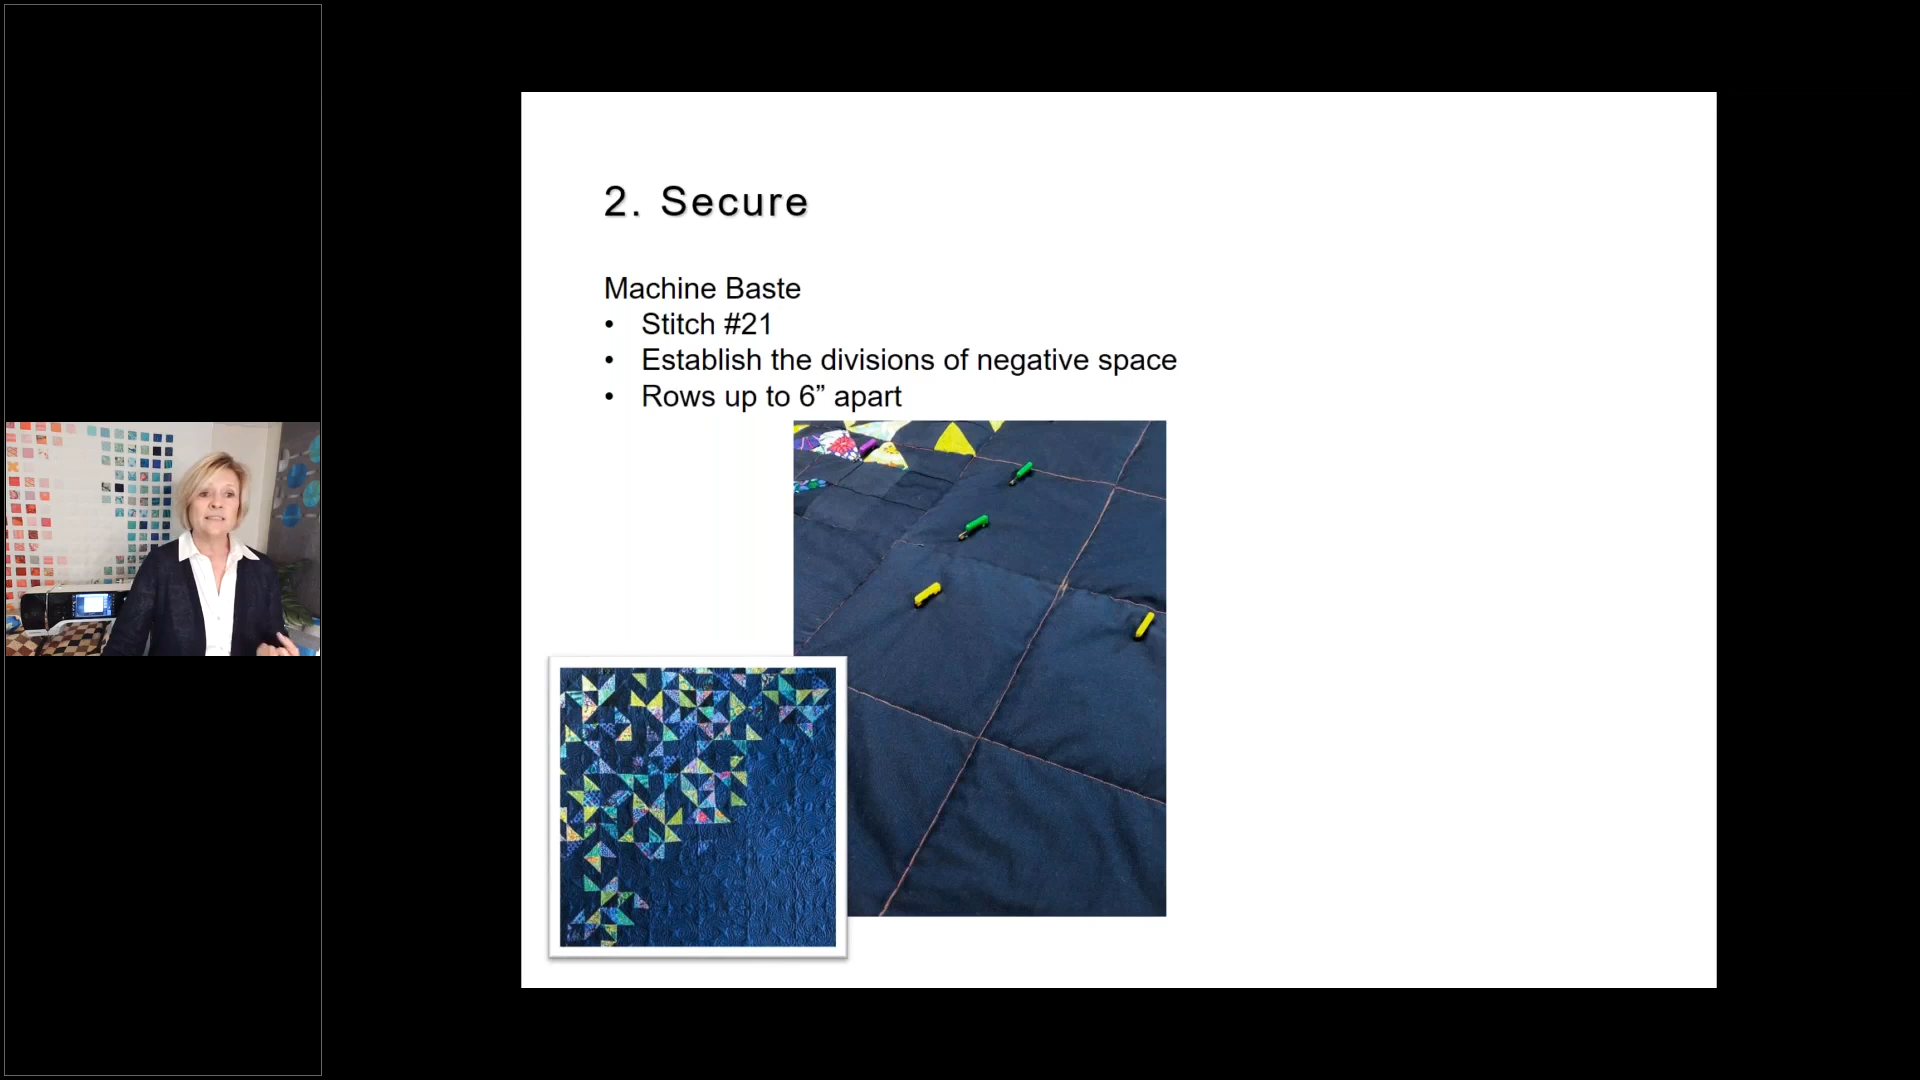 2. Secure
Machine Baste
• Stitch #21
• Establish the divisions of negative space
• Rows up to 6” apart